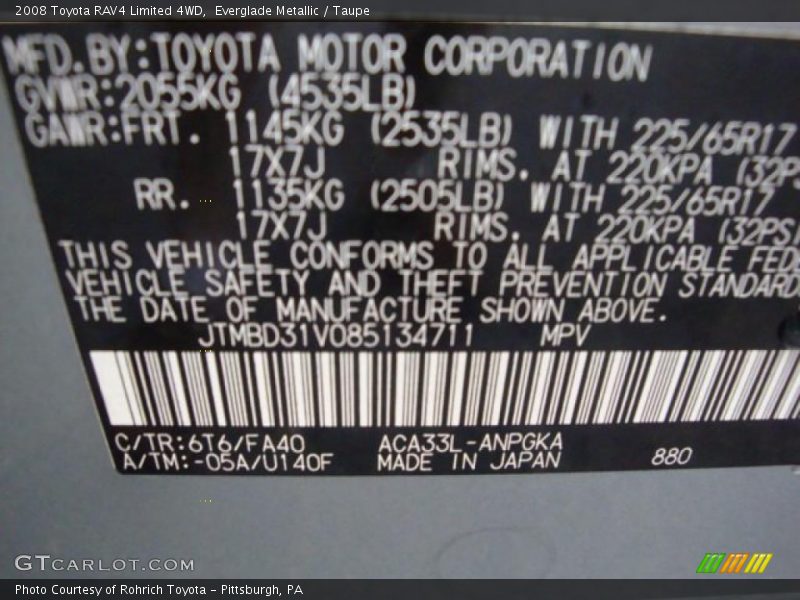 2008 Toyota RAV4 Limited 4WD, Everglade Metallic / Taupe
MFD.BY:TOYOTA MOTOR CORPORATION
GVWR:2055KG (4535LB)
GAWR:FRT. 1145KG (2535LB) WITH 225/65R17
17X7J RIMS. AT 220KPA (32PS
RR. 1135KG (2505LB) WITH 225/65R17
17X7J RIMS. AT 220KPA (32PSI
THIS VEHICLE CONFORMS TO ALL APPLICABLE FEDE
VEHICLE SAFETY AND THEFT PREVENTION STANDARD
THE DATE OF MANUFACTURE SHOWN ABOVE.
JTMBD31V085134711 MPV
C/TR:6T6/FA40 ACA33L-ANPGKA
A/TM:-05A/U140F MADE IN JAPAN 880
GTCARLOT.COM
Photo Courtesy of Rohrich Toyota - Pittsburgh, PA